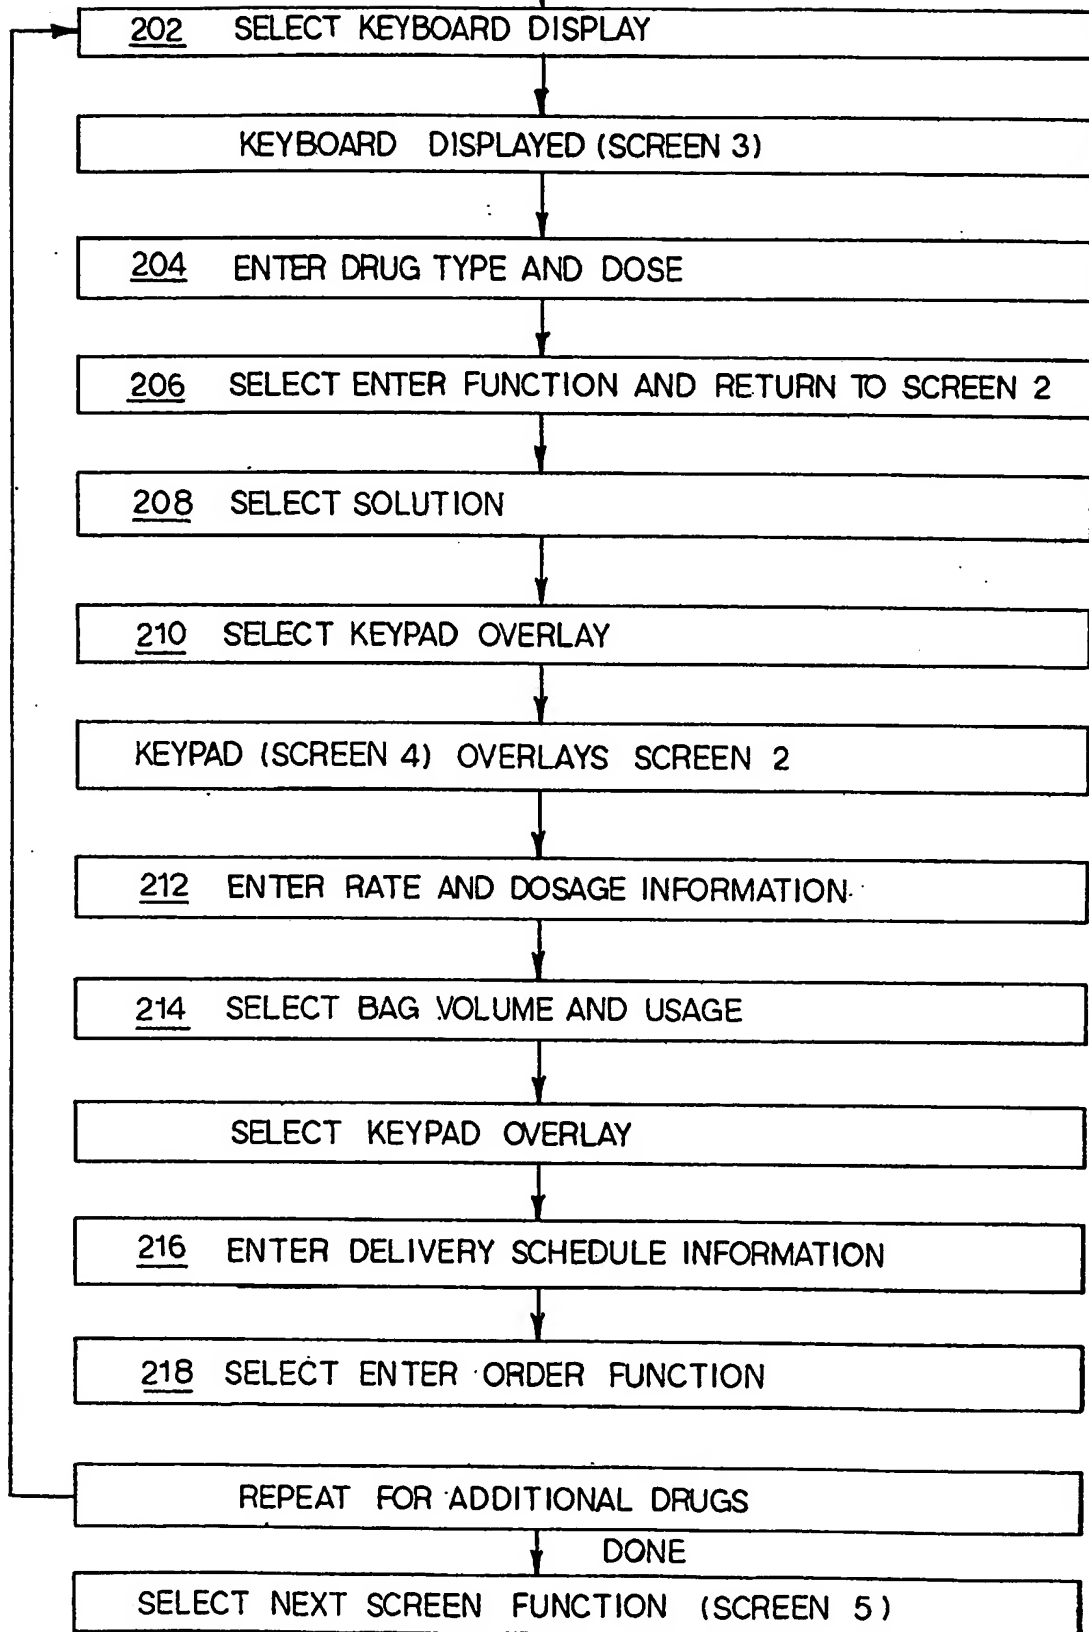 202 SELECT KEYBOARD DISPLAY
KEYBOARD DISPLAYED (SCREEN 3)
204 ENTER DRUG TYPE AND DOSE
206 SELECT ENTER FUNCTION AND RETURN TO SCREEN 2
208 SELECT SOLUTION
210 SELECT KEYPAD OVERLAY
KEYPAD (SCREEN 4) OVERLAYS SCREEN 2
212 ENTER RATE AND DOSAGE INFORMATION
214 SELECT BAG VOLUME AND USAGE
SELECT KEYPAD OVERLAY
216 ENTER DELIVERY SCHEDULE INFORMATION
218 SELECT ENTER ORDER FUNCTION
REPEAT FOR ADDITIONAL DRUGS
DONE
SELECT NEXT SCREEN FUNCTION (SCREEN 5)